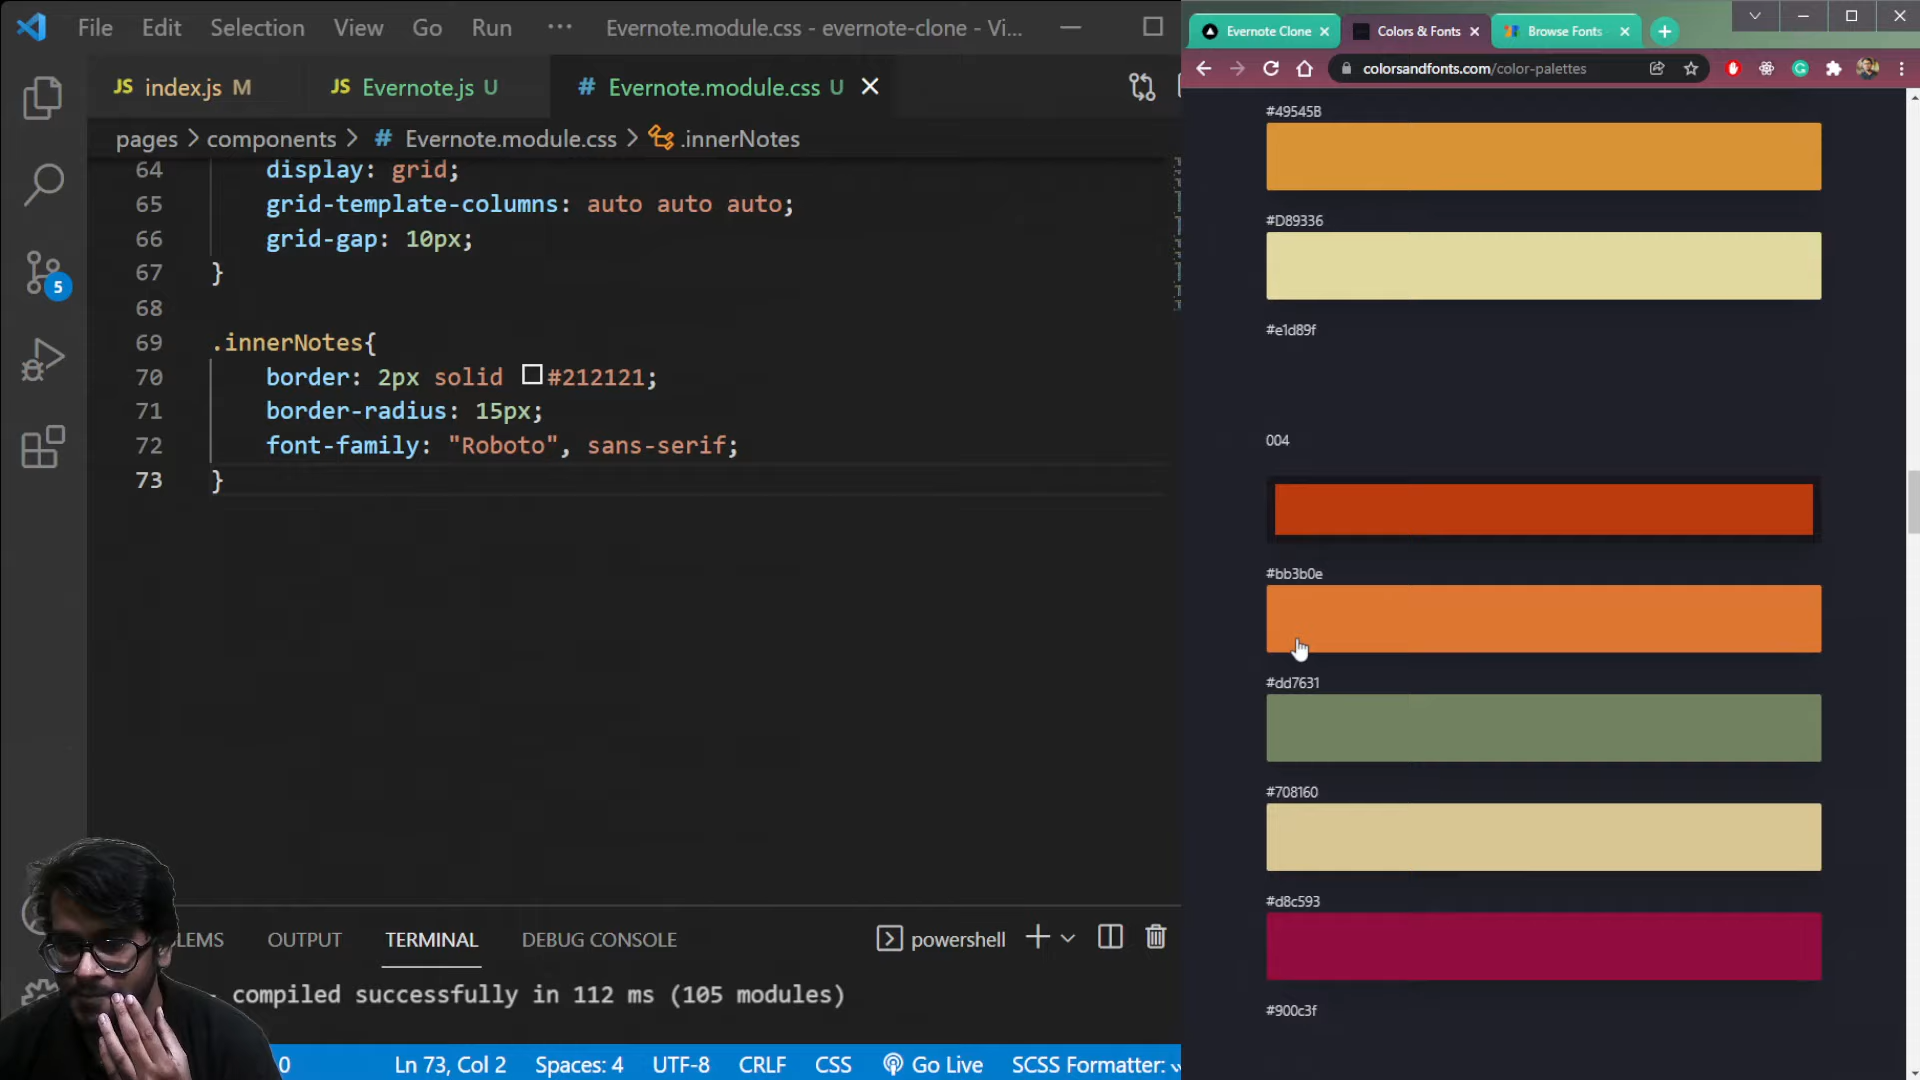 File Edit Selection View Go Run ··· Evernote.module.css - evernote-clone - Vi...
JS index.js M JS Evernote.js U # Evernote.module.css U
pages > components > # Evernote.module.css > .innerNotes
64 display: grid;
65 grid-template-columns: auto auto auto;
66 grid-gap: 10px;
67 }
68
69 .innerNotes{
70 border: 2px solid #212121;
71 border-radius: 15px;
72 font-family: "Roboto", sans-serif;
73 }
5
LEMS OUTPUT TERMINAL DEBUG CONSOLE powershell
compiled successfully in 112 ms (105 modules)
0 Ln 73, Col 2 Spaces: 4 UTF-8 CRLF CSS Go Live SCSS Formatter:
Evernote Clone Colors & Fonts Browse Fonts
colorsandfonts.com/color-palettes
#49545B
#D89336
#e1d89f
004
#bb3b0e
#dd7631
#708160
#d8c593
#900c3f